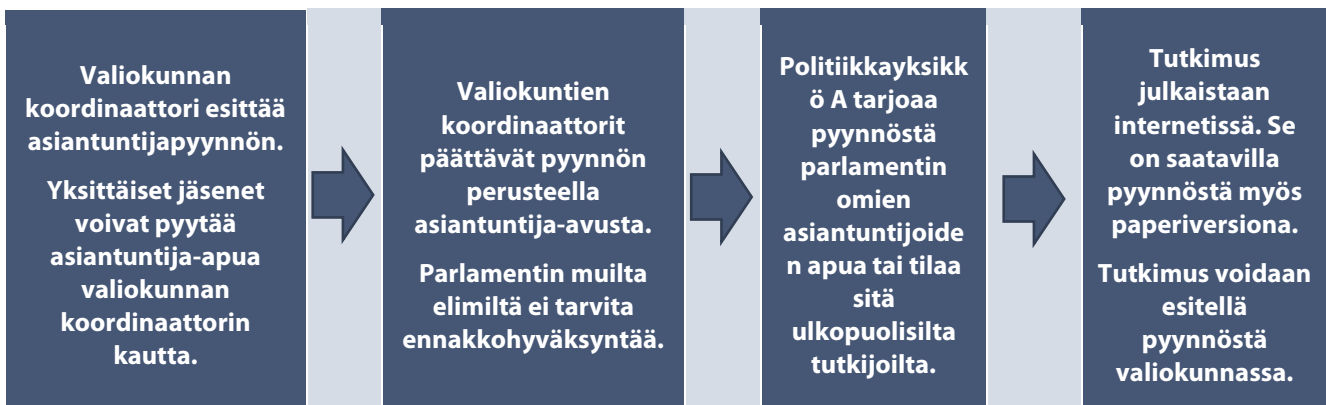 Valiokunnan
koordinaattori esittää
asiantuntijapyynnön.
Yksittäiset jäsenet
voivat pyytää
asiantuntija-apua
valiokunnan
koordinaattorin
kautta.
Valiokuntien
koordinaattorit
päättävät pyynnön
perusteella
asiantuntija-avusta.
Parlamentin muilta
elimiltä ei tarvita
ennakkohyväksyntää.
Politiikkayksikk
ö A tarjoaa
pyynnöstä
parlamentin
omien
asiantuntijoide
n apua tai tilaa
sitä
ulkopuolisilta
tutkijoilta.
Tutkimus
julkaistaan
internetissä. Se
on saatavilla
pyynnöstä myös
paperiversiona.
Tutkimus voidaan
esitellä
pyynnöstä
valiokunnassa.